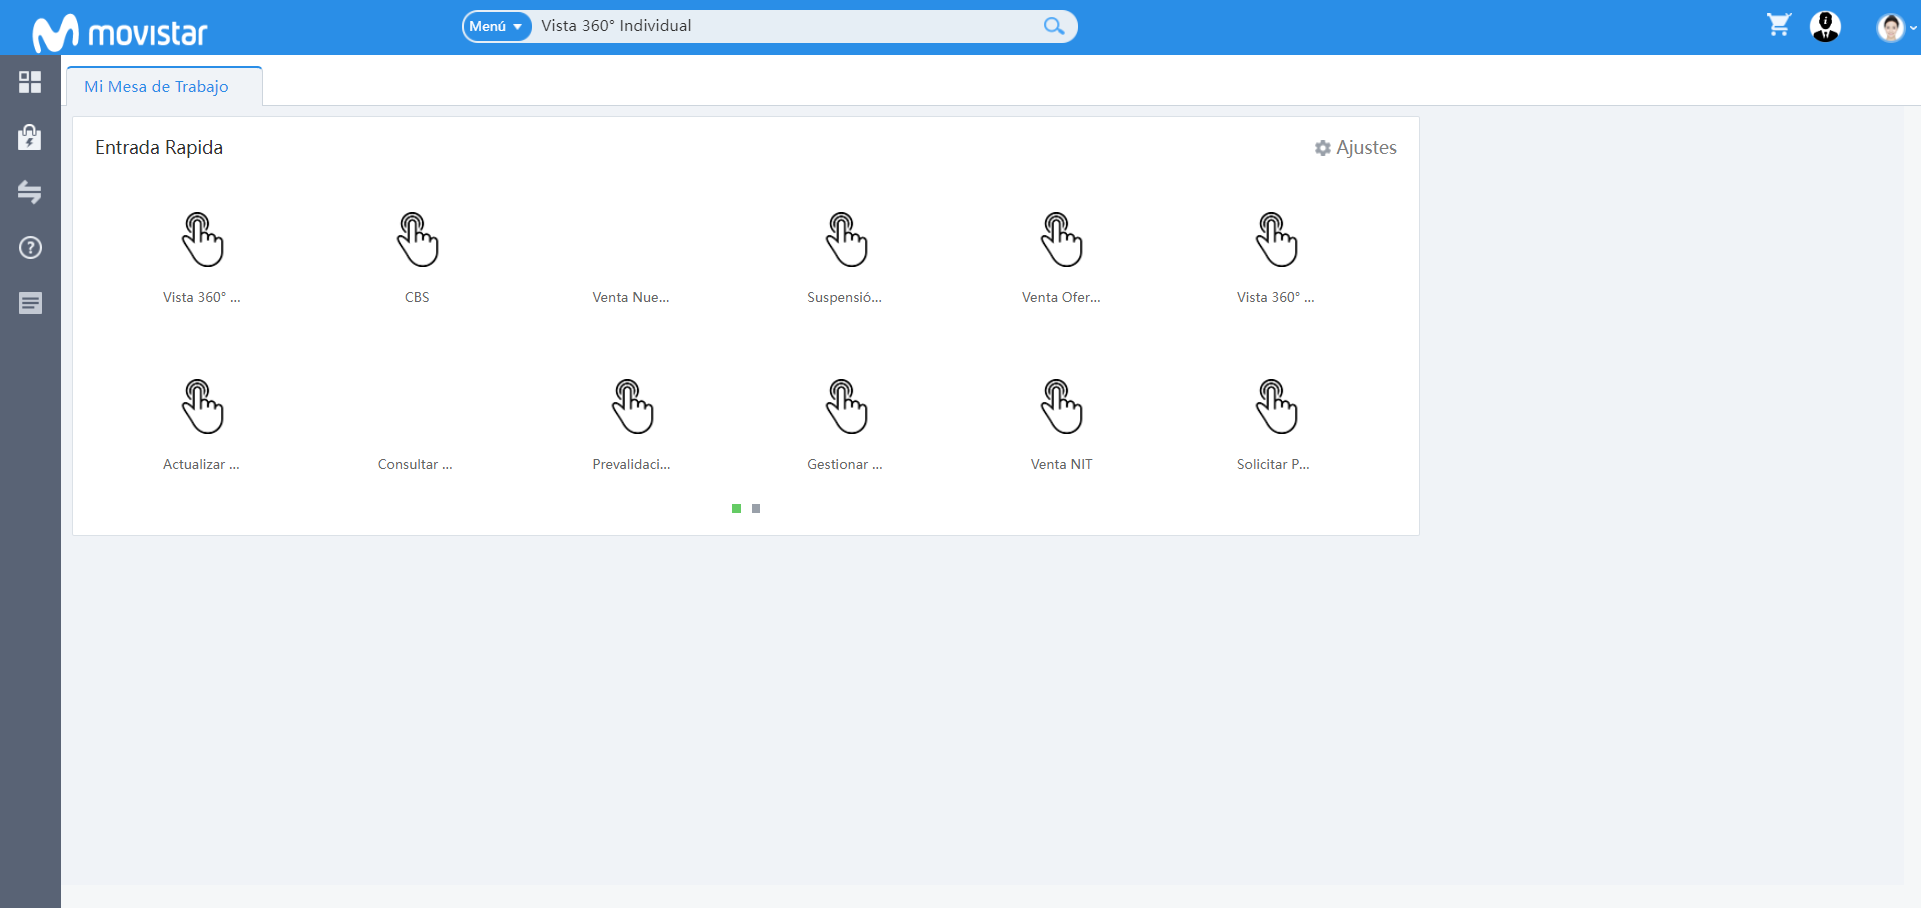 movistar
Menú
Vista 360° Individual
Mi Mesa de Trabajo
Entrada Rapida
Ajustes
Vista 360° ...
CBS
Venta Nue...
Suspensió...
Venta Ofer...
Vista 360° ...
Actualizar ...
Consultar ...
Prevalidaci...
Gestionar ...
Venta NIT
Solicitar P...